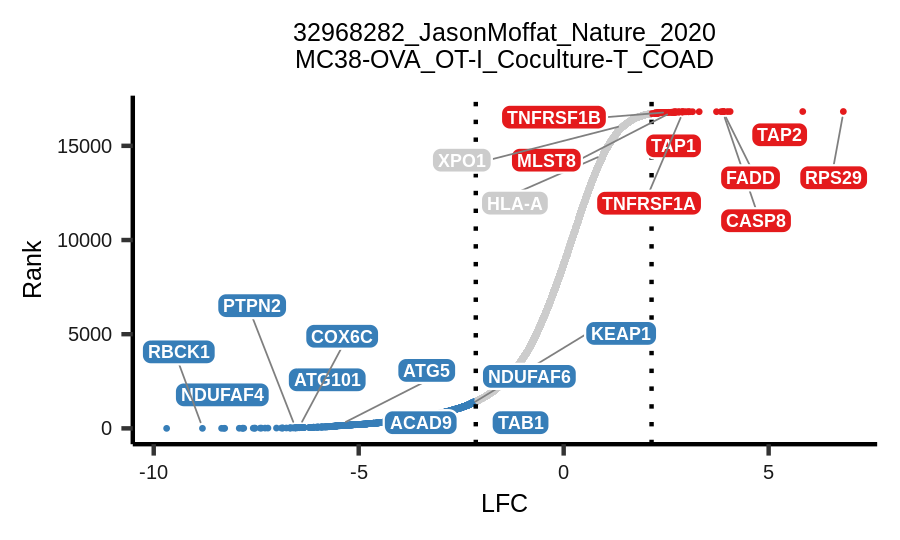 32968282_JasonMoffat_Nature_2020
MC38-OVA_OT-I_Coculture-T_COAD
Rank
15000
10000
5000
0
TNFRSF1B
XPO1
MLST8
TAP1
TAP2
HLA-A
TNFRSF1A
FADD
RPS29
CASP8
PTPN2
COX6C
KEAP1
RBCK1
NDUFAF4
ATG101
ATG5
NDUFAF6
ACAD9
TAB1
-10
-5
0
5
LFC